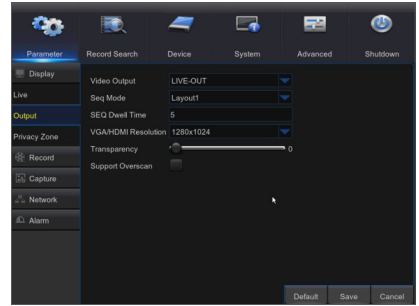 Parameter Record Search Device System Advanced Shutdown
Display
Live
Output
Privacy Zone
Record
Capture
Network
Alarm
Video Output LIVE-OUT
Seq Mode Layout1
SEQ Dwell Time 5
VGA/HDMI Resolution 1280x1024
Transparency 0
Support Overscan
Default Save Cancel